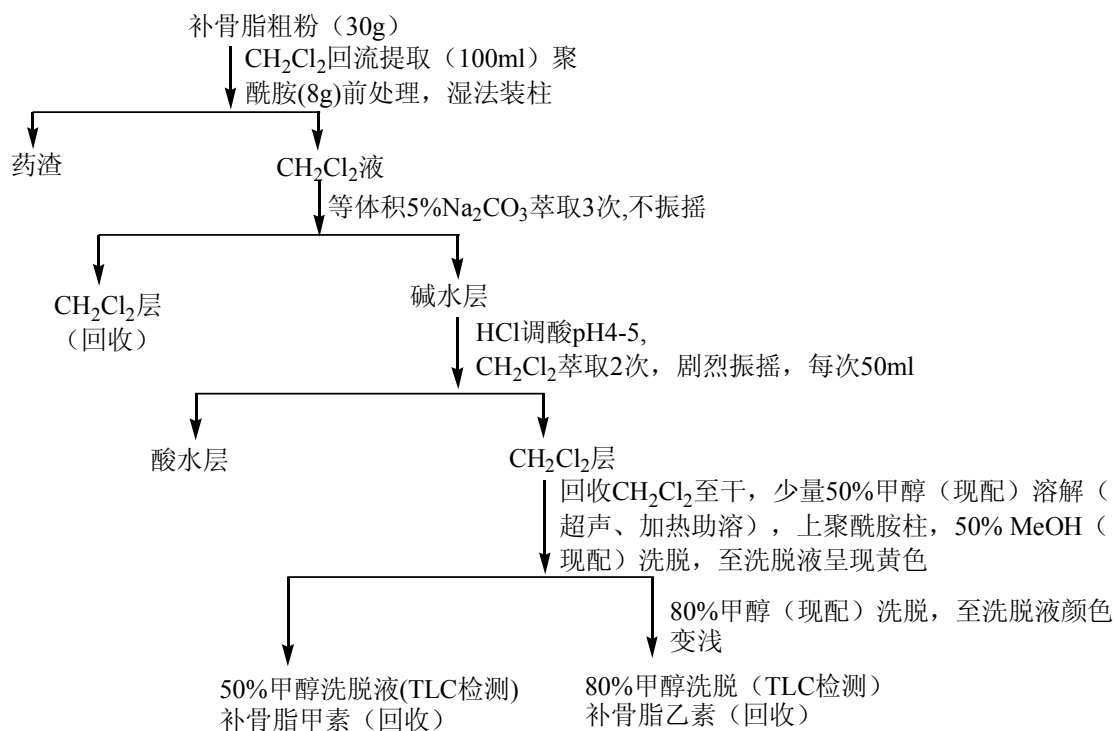 补骨脂粗粉（30g）
CH₂Cl₂回流提取（100ml）聚
酰胺(8g)前处理，湿法装柱
药渣
CH₂Cl₂液
等体积5%Na₂CO₃萃取3次,不振摇
CH₂Cl₂层
（回收）
碱水层
HCl调酸pH4-5,
CH₂Cl₂萃取2次，剧烈振摇，每次50ml
酸水层
CH₂Cl₂层
回收CH₂Cl₂至干，少量50%甲醇（现配）溶解（
超声、加热助溶），上聚酰胺柱，50% MeOH（
现配）洗脱，至洗脱液呈现黄色
80%甲醇（现配）洗脱，至洗脱液颜色
变浅
50%甲醇洗脱液(TLC检测)
补骨脂甲素（回收）
80%甲醇洗脱（TLC检测）
补骨脂乙素（回收）